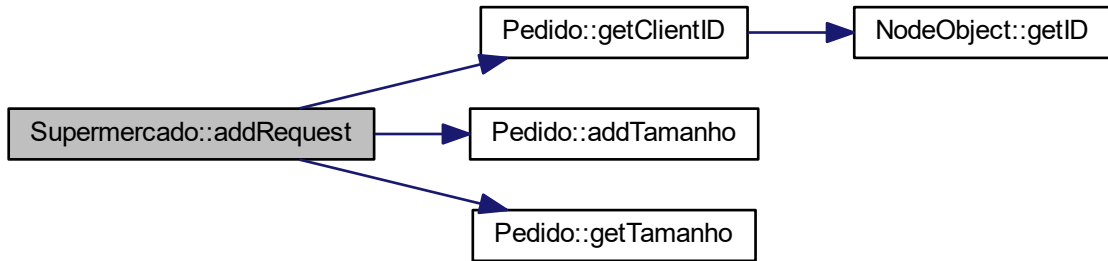 Pedido::getClientID
NodeObject::getID
Supermercado::addRequest
Pedido::addTamanho
Pedido::getTamanho